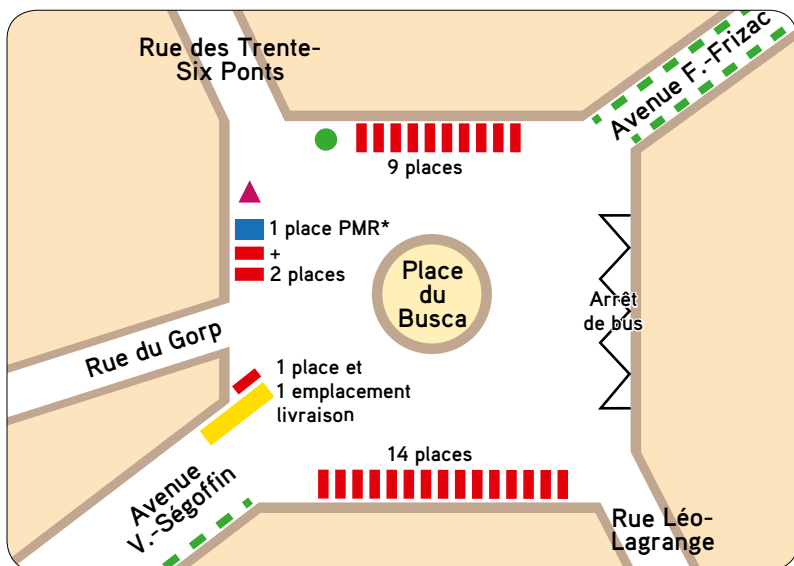 Rue des Trente-
Six Ponts
Avenue F.-Frizac
9 places
1 place PMR*
+
2 places
Place
du
Busca
Arrêt
de bus
Rue du Gorp
1 place et
1 emplacement
livraison
14 places
Avenue
V.-Ségoffin
Rue Léo-
Lagrange